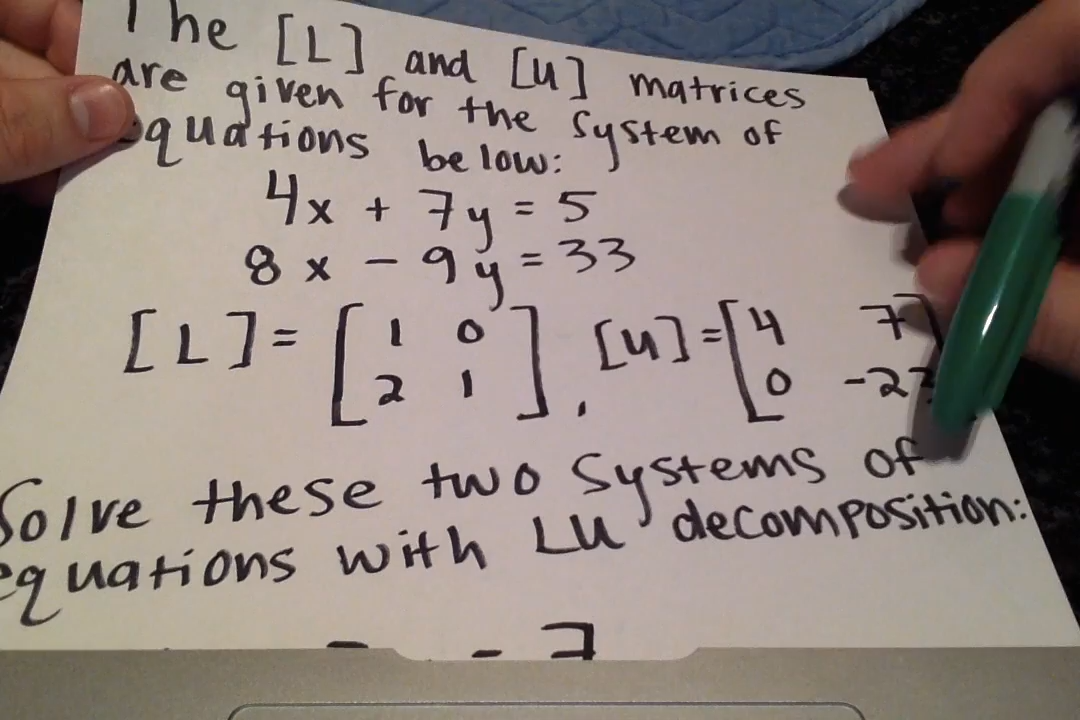 The [L] and [U] matrices
are given for the system of
equations below:
4x + 7y = 5
8x - 9y = 33
[L] = [1 0
2 1], [U] = [4 7
0 -23
Solve these two systems of
equations with LU decomposition: